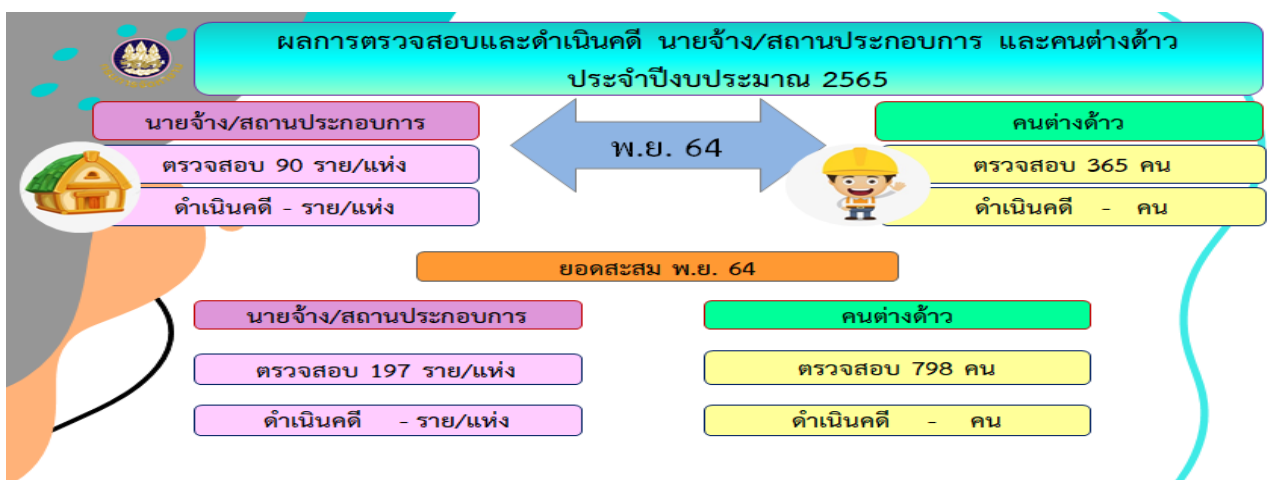 ผลการตรวจสอบและดำเนินคดี นายจ้าง/สถานประกอบการ และคนต่างด้าว
ประจำปีงบประมาณ 2565
นายจ้าง/สถานประกอบการ
ตรวจสอบ 90 ราย/แห่ง
ดำเนินคดี - ราย/แห่ง
พ.ย. 64
คนต่างด้าว
ตรวจสอบ 365 คน
ดำเนินคดี - คน
ยอดสะสม พ.ย. 64
นายจ้าง/สถานประกอบการ
ตรวจสอบ 197 ราย/แห่ง
ดำเนินคดี - ราย/แห่ง
คนต่างด้าว
ตรวจสอบ 798 คน
ดำเนินคดี - คน